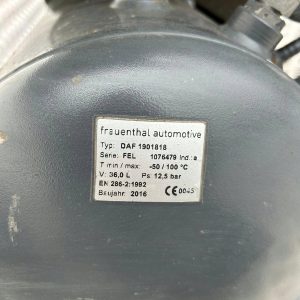 frauenthal automotive
Typ: DAF 1901818
Serie: FEL 1076479 Ind.: a
T min / max: -50 / 100 °C
V: 36,0 L Ps: 12,5 bar
EN 286-2:1992
Baujahr: 2016 CE 0045